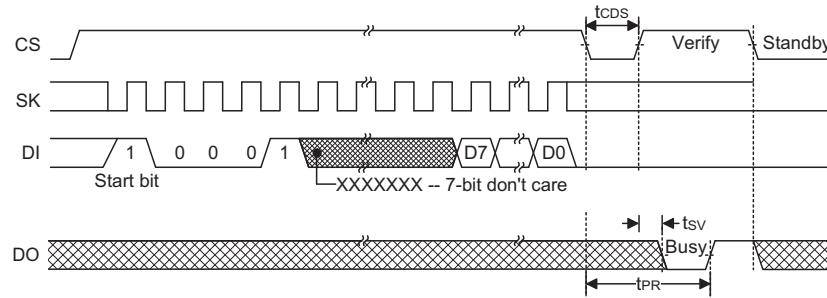 tCDS
CS
Verify
Standby
SK
DI
1 0 0 0 1
D7
D0
Start bit
XXXXXXX -- 7-bit don't care
tSV
DO
Busy
tPR